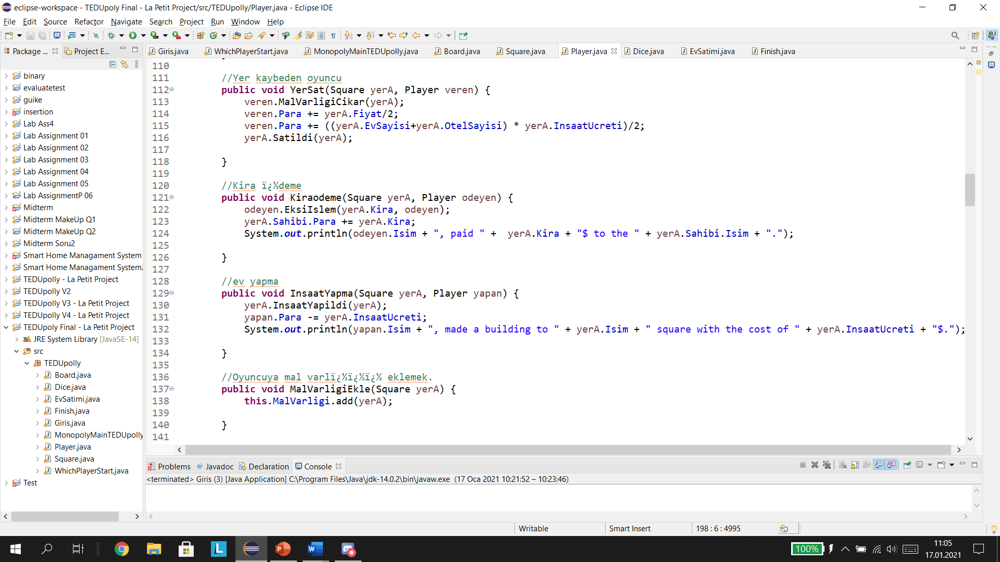 eclipse-workspace - TEDUpoly Final - La Petit Project/src/TEDUpolly/Player.java - Eclipse IDE
File Edit Source Refactor Navigate Search Project Run Window Help
Package ... Project E...
Giris.java WhichPlayerStart.java MonopolyMainTEDUpolly.java Board.java Square.java Player.java Dice.java EvSatimi.java Finish.java
binary
evaluatetest
guike
insertion
Lab Ass4
Lab Assignment 01
Lab Assignment 02
Lab Assignment 03
Lab Assignment 04
Lab Assignment 05
Lab AssignmentP 06
Midterm
Midterm MakeUp Q1
Midterm MakeUp Q2
Midterm Soru2
Smart Home Managament System
Smart Home Managament System2
TEDUpolly - La Petit Project
TEDUpolly V2
TEDUpolly V3 - La Petit Project
TEDUpolly V4 - La Petit Project
TEDUpoly Final - La Petit Project
JRE System Library [JavaSE-14]
src
TEDUpolly
Board.java
Dice.java
EvSatimi.java
Finish.java
Giris.java
MonopolyMainTEDUpolly
Player.java
Square.java
WhichPlayerStart.java
Test
110
111 //Yer kaybeden oyuncu
112 public void YerSat(Square yerA, Player veren) {
113 veren.MalVarligiCikar(yerA);
114 veren.Para += yerA.Fiyat/2;
115 veren.Para += ((yerA.EvSayisi+yerA.OtelSayisi) * yerA.InsaatUcreti)/2;
116 yerA.Satildi(yerA);
117
118 }
119
120 //Kira ï¿½deme
121 public void Kiraodeme(Square yerA, Player odeyen) {
122 odeyen.EksiIslem(yerA.Kira, odeyen);
123 yerA.Sahibi.Para += yerA.Kira;
124 System.out.println(odeyen.Isim + ", paid " +  yerA.Kira + "$ to the " + yerA.Sahibi.Isim + ".");
125
126 }
127
128 //ev yapma
129 public void InsaatYapma(Square yerA, Player yapan) {
130 yerA.InsaatYapildi(yerA);
131 yapan.Para -= yerA.InsaatUcreti;
132 System.out.println(yapan.Isim + ", made a building to " + yerA.Isim + " square with the cost of " + yerA.InsaatUcreti + "$.");
133
134 }
135
136 //Oyuncuya mal varlï¿½ï¿½ï¿½ eklemek.
137 public void MalVarligiEkle(Square yerA) {
138 this.MalVarligi.add(yerA);
139
140 }
141
Problems @ Javadoc Declaration Console
<terminated> Giris (3) [Java Application] C:\Program Files\Java\jdk-14.0.2\bin\javaw.exe (17 Oca 2021 10:21:52 – 10:23:46)
Writable Smart Insert 198 : 6 : 4995
100% 11:05
17.01.2021